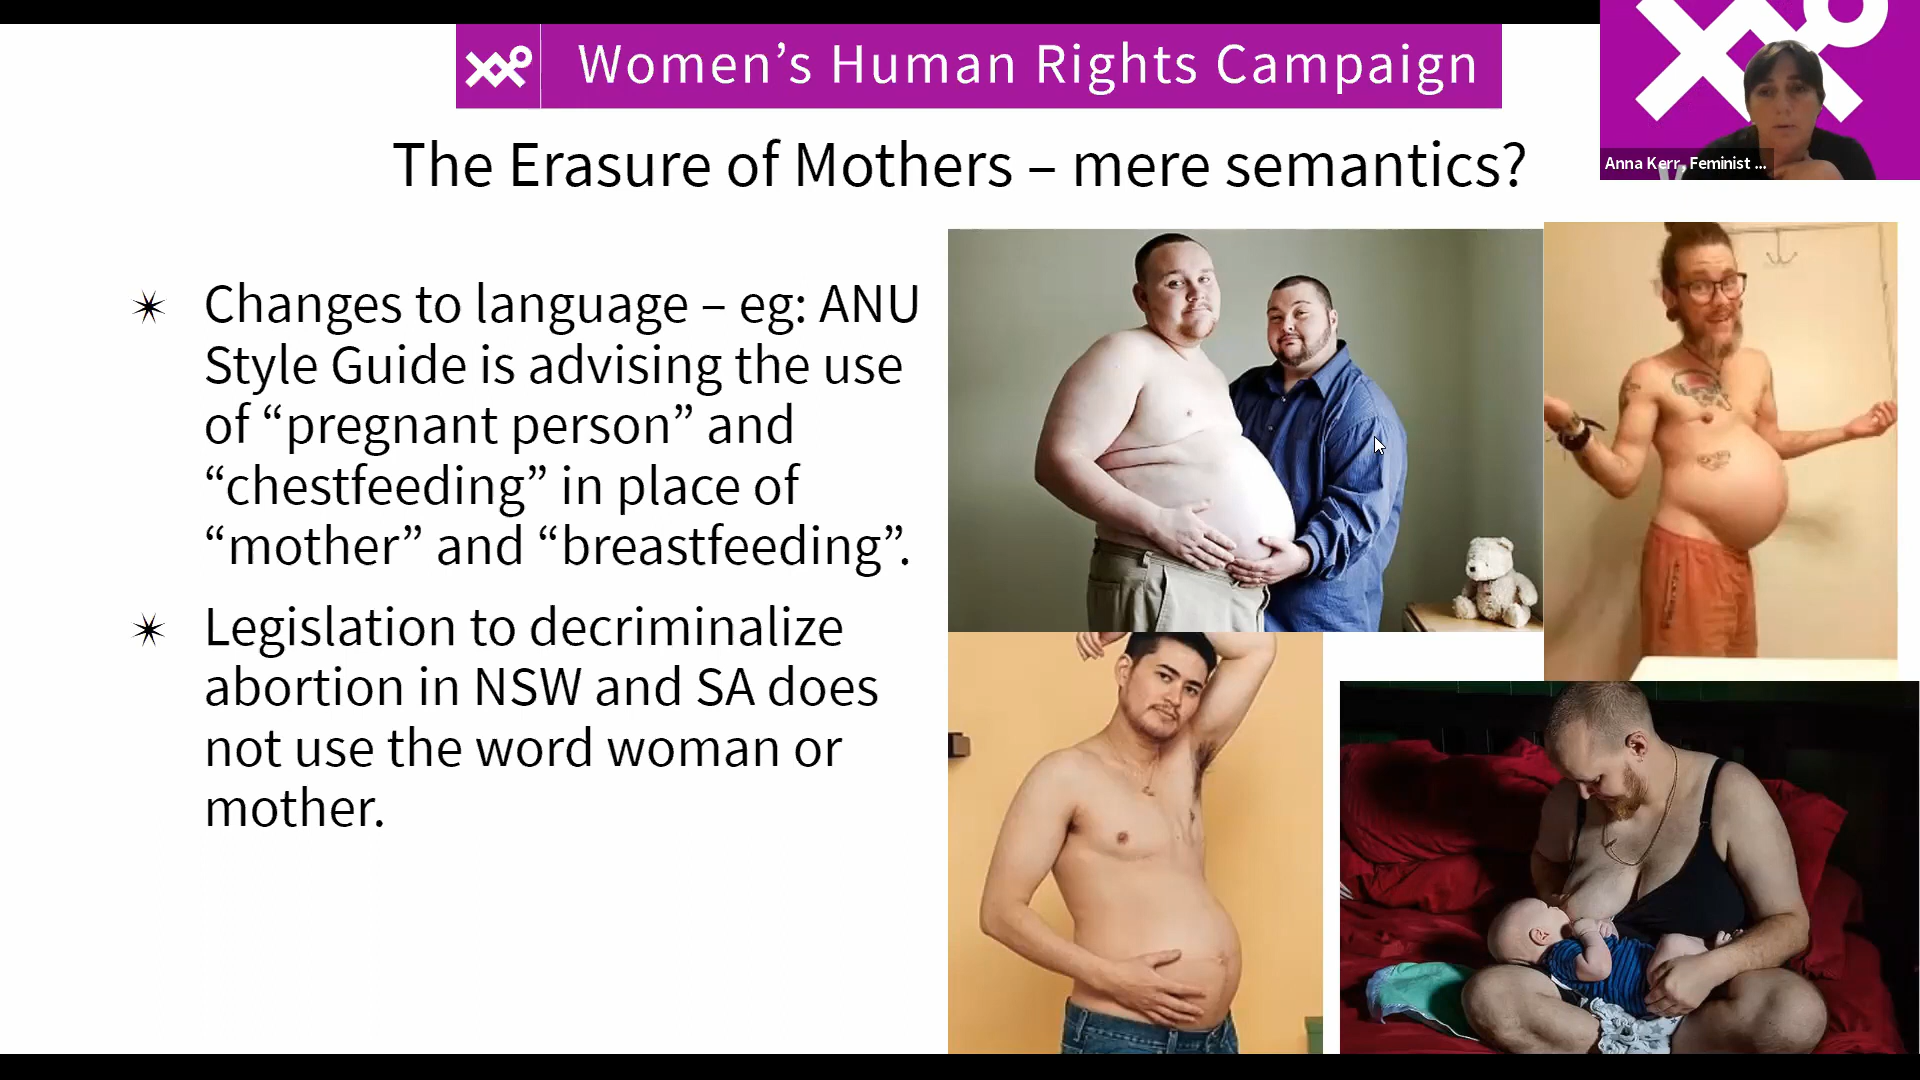 Women’s Human Rights Campaign
The Erasure of Mothers – mere semantics?
Anna Kerr, Feminist ...
Changes to language – eg: ANU
Style Guide is advising the use
of “pregnant person” and
“chestfeeding” in place of
“mother” and “breastfeeding”.
Legislation to decriminalize
abortion in NSW and SA does
not use the word woman or
mother.